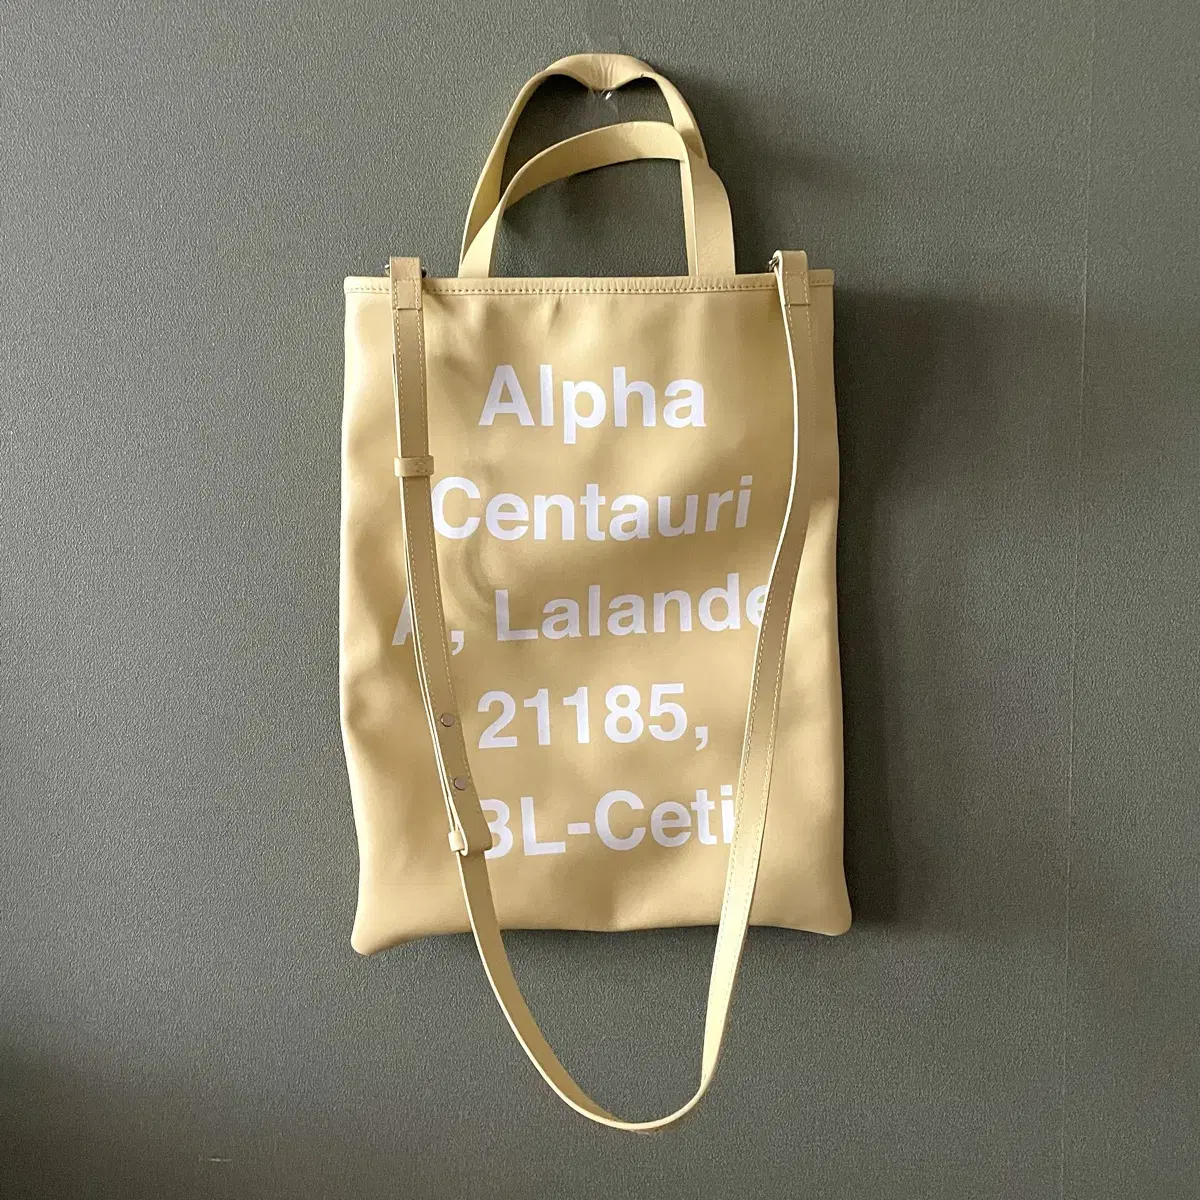 Alpha
Centauri
A, Lalande
21185,
BL-Ceti